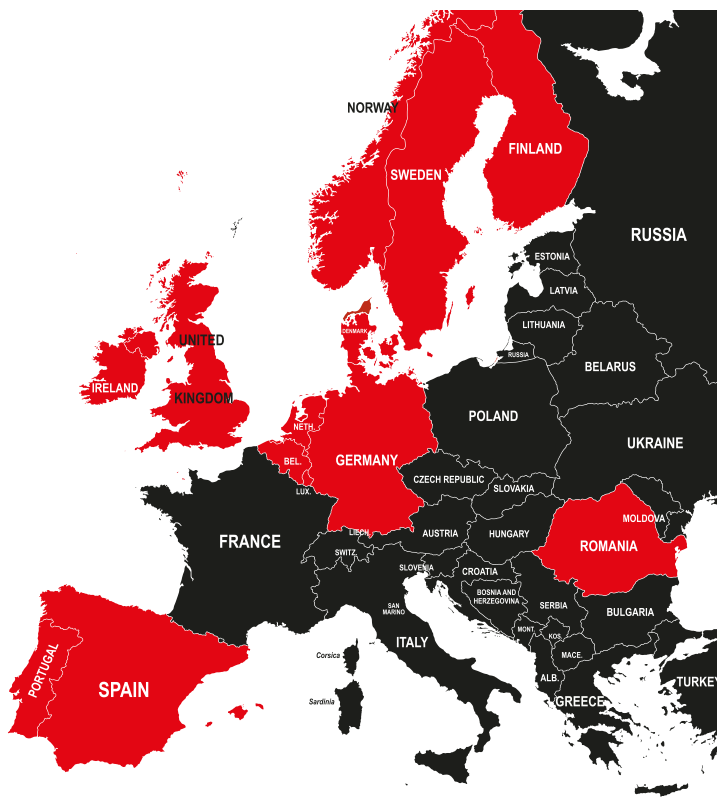 NORWAY
SWEDEN
FINLAND
RUSSIA
ESTONIA
LATVIA
DENMARK
LITHUANIA
UNITED
RUSSIA
BELARUS
IRELAND
KINGDOM
POLAND
NETH.
UKRAINE
BEL.
GERMANY
CZECH REPUBLIC
LUX.
SLOVAKIA
MOLDOVA
FRANCE
LIECH.
AUSTRIA
HUNGARY
ROMANIA
SWITZ.
SLOVENIA
CROATIA
BOSNIA AND
HERZEGOVINA
SERBIA
SAN
MARINO
BULGARIA
MONT.
KOS.
ITALY
Corsica
MACE.
PORTUGAL
ALB.
TURKEY
SPAIN
Sardinia
GREECE